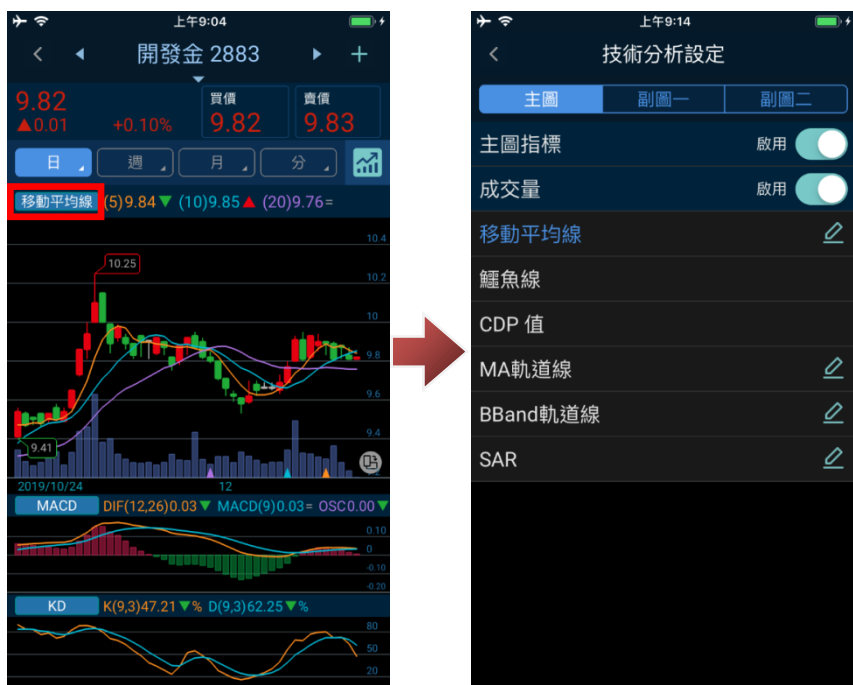 上午9:04
開發金 2883
9.82
▲0.01 +0.10%
買價
9.82
賣價
9.83
日 週 月 分
移動平均線 (5)9.84▼ (10)9.85▲ (20)9.76=
10.4
10.25
10.2
10
9.8
9.6
9.4
9.41
2019/10/24 12
MACD DIF(12,26)0.03▼ MACD(9)0.03= OSC0.00▼
0.10
0
-0.10
-0.20
KD K(9,3)47.21▼% D(9,3)62.25▼%
80
50
20
上午9:14
技術分析設定
主圖 副圖一 副圖二
主圖指標 啟用
成交量 啟用
移動平均線
鱷魚線
CDP 值
MA軌道線
BBand軌道線
SAR